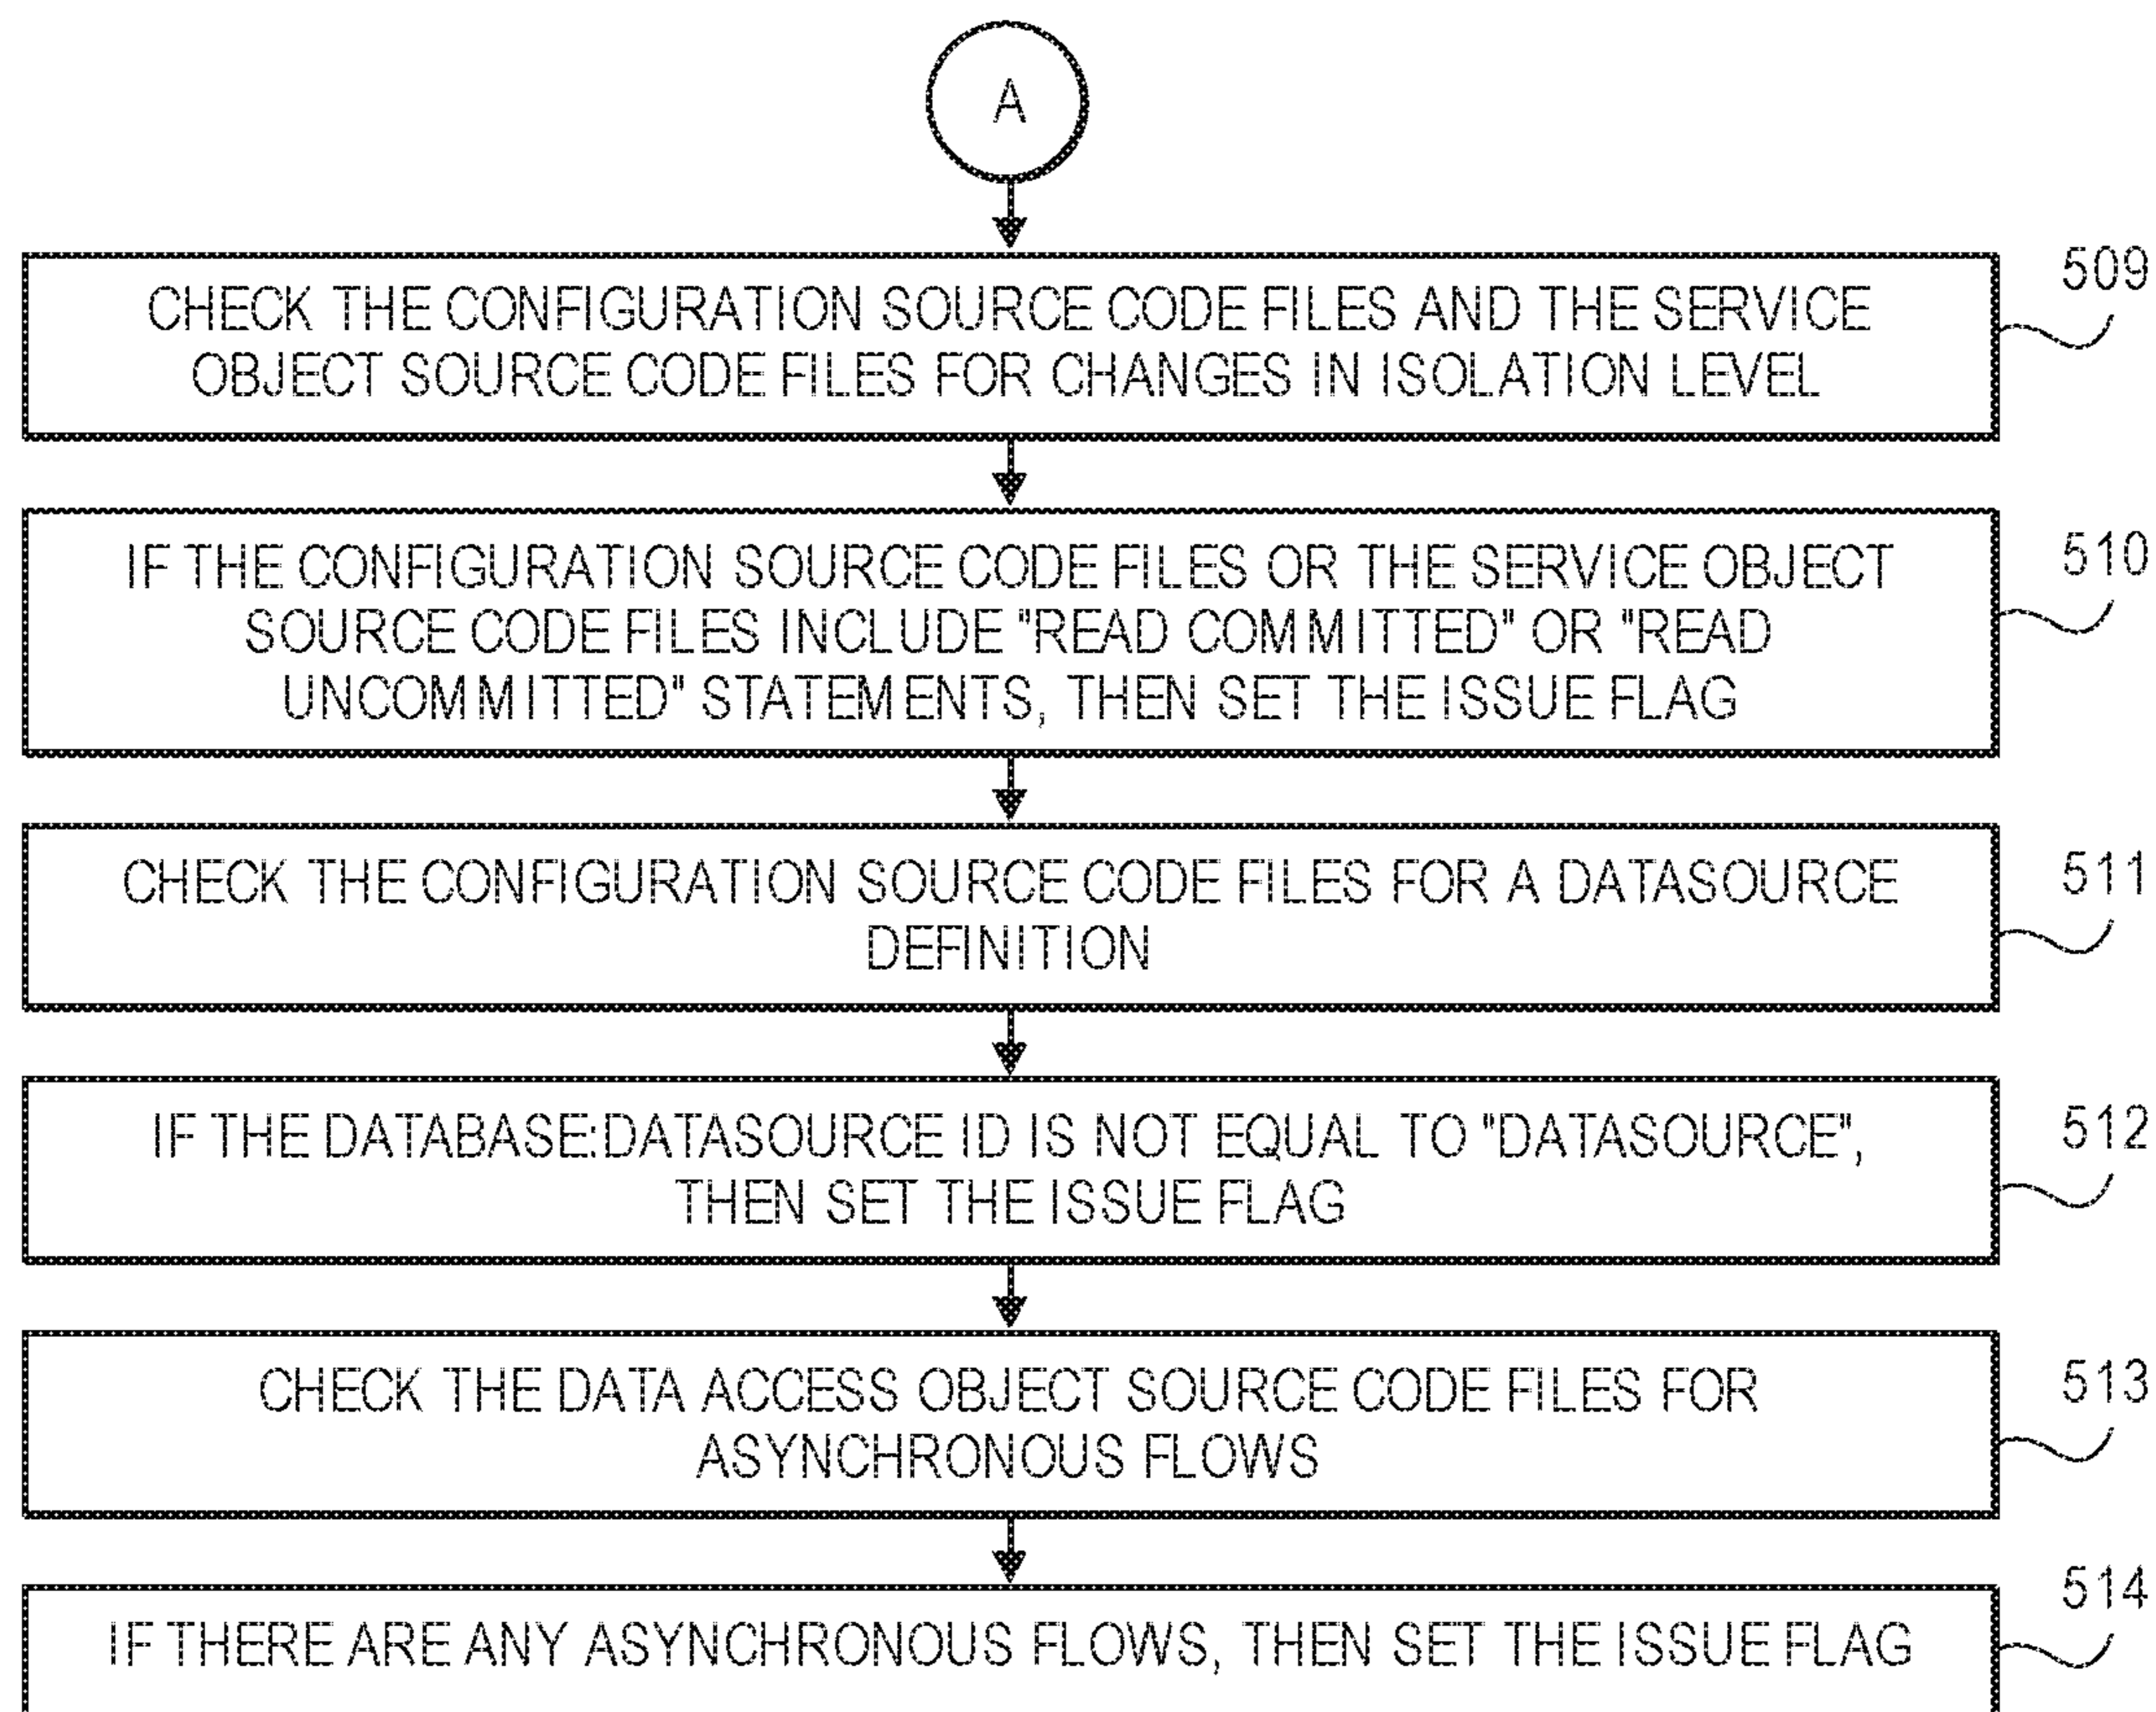 A
509
CHECK THE CONFIGURATION SOURCE CODE FILES AND THE SERVICE
OBJECT SOURCE CODE FILES FOR CHANGES IN ISOLATION LEVEL
510
IF THE CONFIGURATION SOURCE CODE FILES OR THE SERVICE OBJECT
SOURCE CODE FILES INCLUDE "READ COMMITTED" OR "READ
UNCOMMITTED" STATEMENTS, THEN SET THE ISSUE FLAG
511
CHECK THE CONFIGURATION SOURCE CODE FILES FOR A DATASOURCE
DEFINITION
512
IF THE DATABASE:DATASOURCE ID IS NOT EQUAL TO "DATASOURCE",
THEN SET THE ISSUE FLAG
513
CHECK THE DATA ACCESS OBJECT SOURCE CODE FILES FOR
ASYNCHRONOUS FLOWS
514
IF THERE ARE ANY ASYNCHRONOUS FLOWS, THEN SET THE ISSUE FLAG